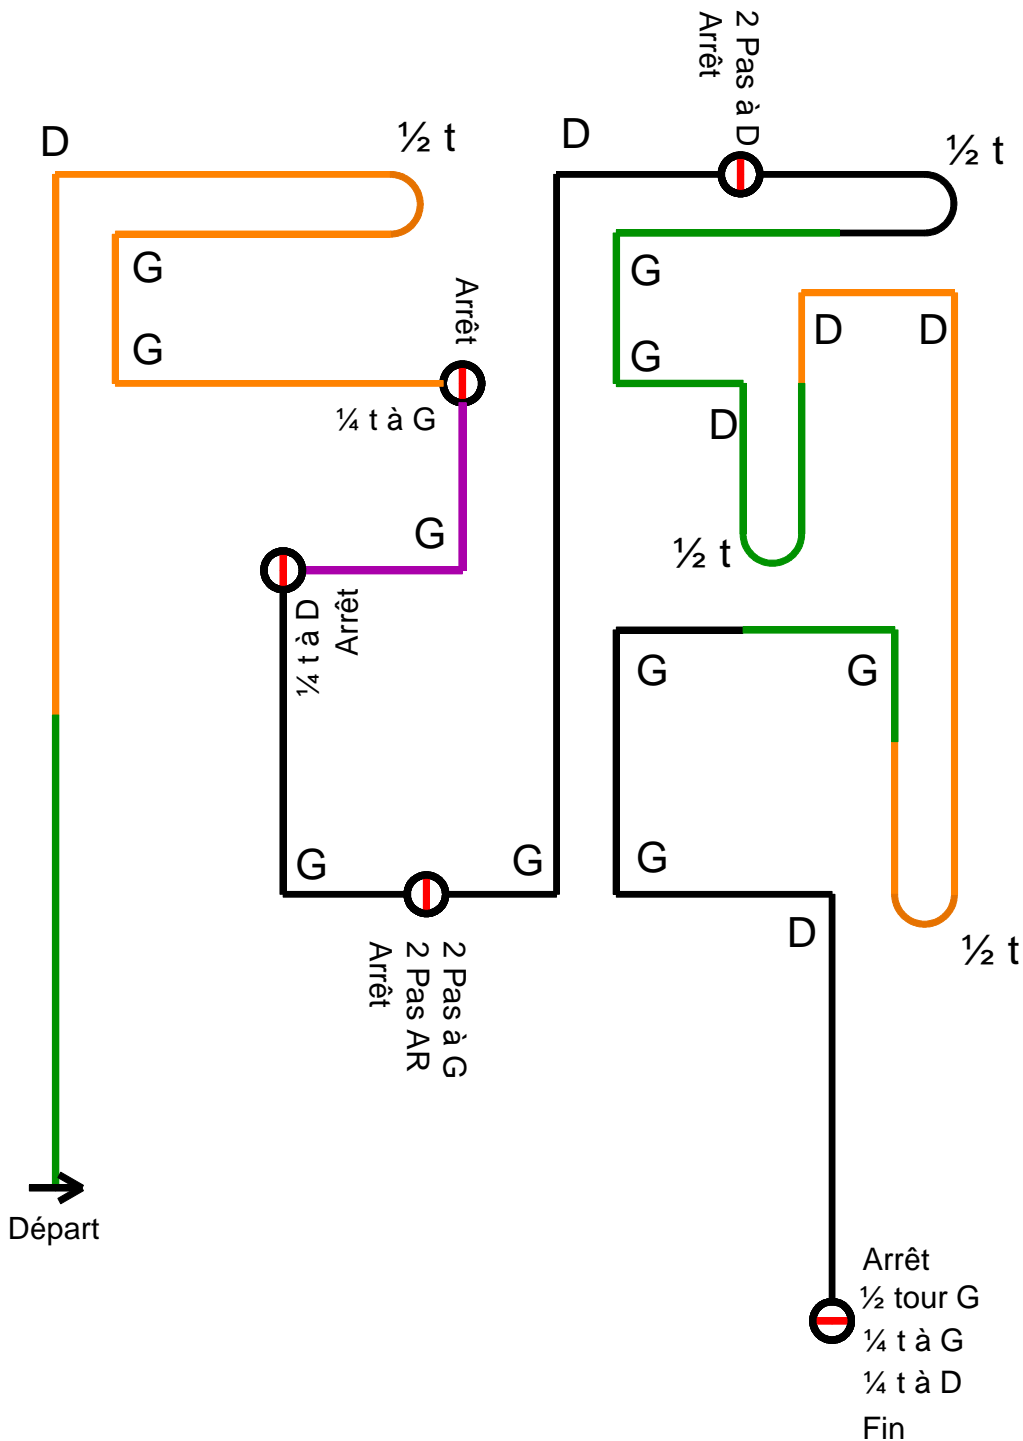 2 Pas à D
Arrêt
D
½ t
D
½ t
G
G
Arrêt
¼ t à G
G
G
D
D
D
½ t
G
¼ t à D
Arrêt
G
G
G
G
G
D
½ t
2 Pas à G
2 Pas AR
Arrêt
Départ
Arrêt
½ tour G
¼ t à G
¼ t à D
Fin